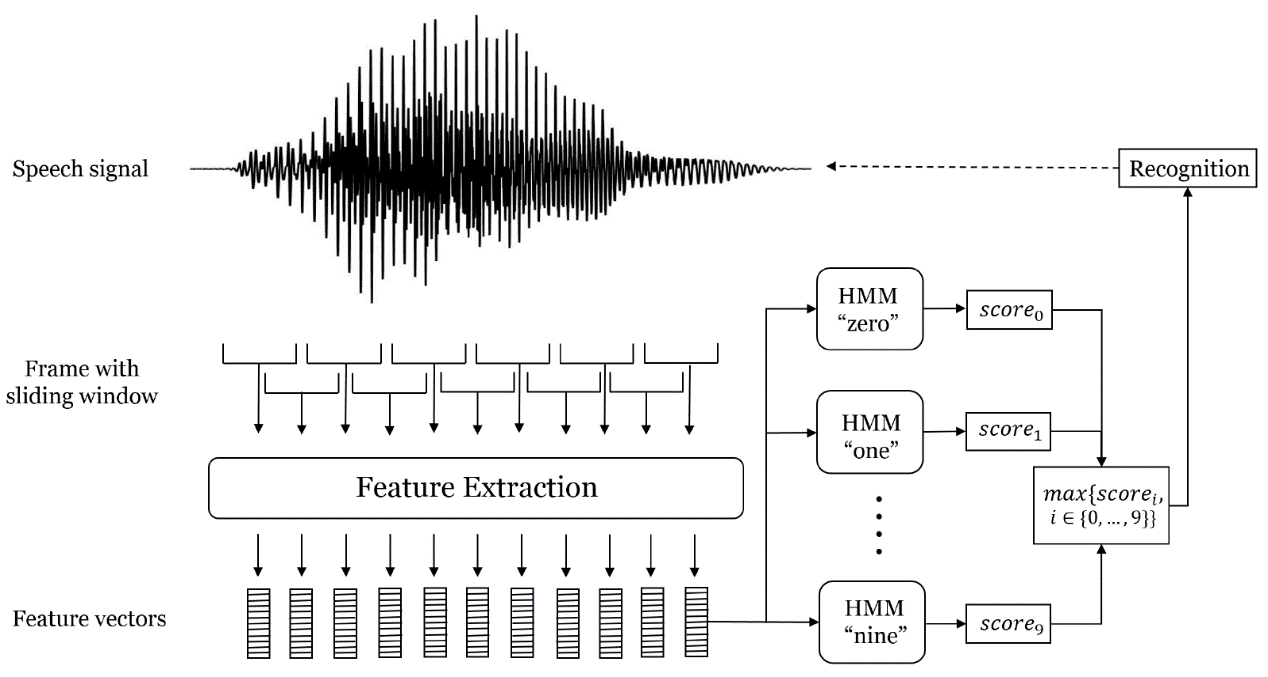 Speech signal
Recognition
HMM
“zero”
score₀
Frame with
sliding window
HMM
“one”
score₁
Feature Extraction
max{scoreᵢ,
i ∈ {0, … , 9}}
Feature vectors
HMM
“nine”
score₉